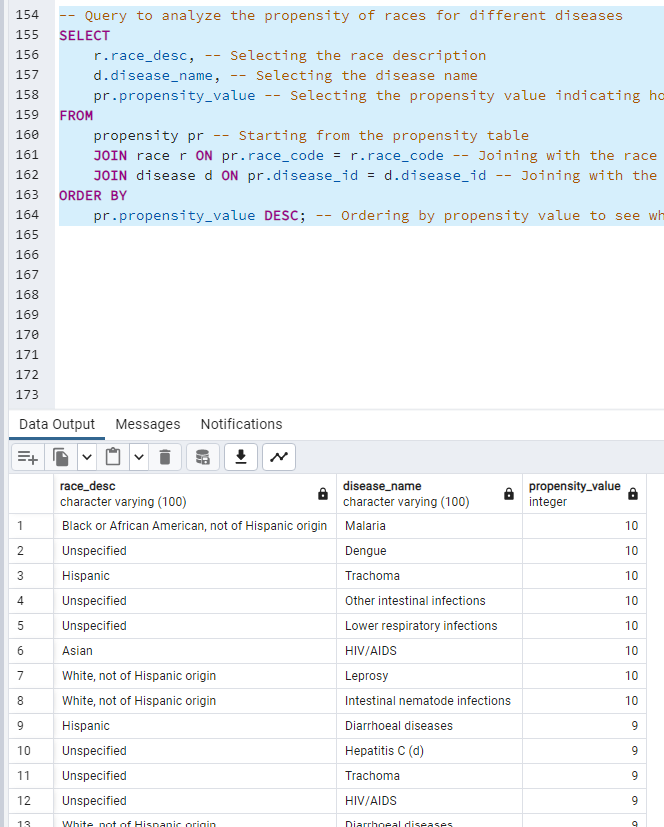 154 -- Query to analyze the propensity of races for different diseases
155 SELECT
156 r.race_desc, -- Selecting the race description
157 d.disease_name, -- Selecting the disease name
158 pr.propensity_value -- Selecting the propensity value indicating ho
159 FROM
160 propensity pr -- Starting from the propensity table
161 JOIN race r ON pr.race_code = r.race_code -- Joining with the race
162 JOIN disease d ON pr.disease_id = d.disease_id -- Joining with the
163 ORDER BY
164 pr.propensity_value DESC; -- Ordering by propensity value to see wh
165
166
167
168
169
170
171
172
173
Data Output Messages Notifications
race_desc disease_name propensity_value
character varying (100) character varying (100) integer
1 Black or African American, not of Hispanic origin Malaria 10
2 Unspecified Dengue 10
3 Hispanic Trachoma 10
4 Unspecified Other intestinal infections 10
5 Unspecified Lower respiratory infections 10
6 Asian HIV/AIDS 10
7 White, not of Hispanic origin Leprosy 10
8 White, not of Hispanic origin Intestinal nematode infections 10
9 Hispanic Diarrhoeal diseases 9
10 Unspecified Hepatitis C (d) 9
11 Unspecified Trachoma 9
12 Unspecified HIV/AIDS 9
13 White, not of Hispanic origin Diarrhoeal diseases 9